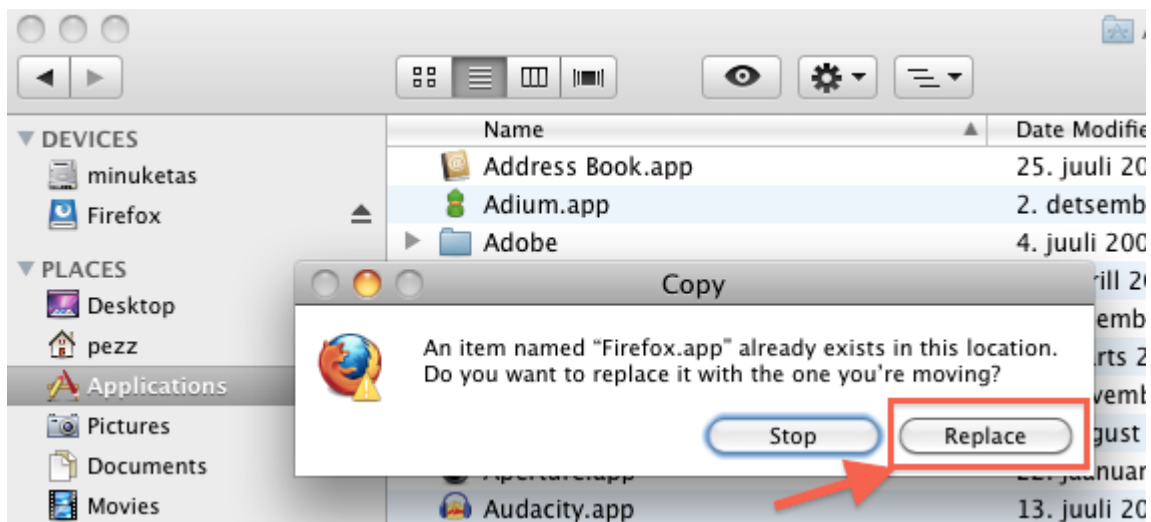 DEVICES
minuketas
Firefox
PLACES
Desktop
pezz
Applications
Pictures
Documents
Movies
Name
Date Modifie
Address Book.app
25. juuli 20
Adium.app
2. detsemb
Adobe
4. juuli 200
Copy
An item named “Firefox.app” already exists in this location.
Do you want to replace it with the one you’re moving?
Stop
Replace
Aperture.app
Audacity.app
13. juuli 20